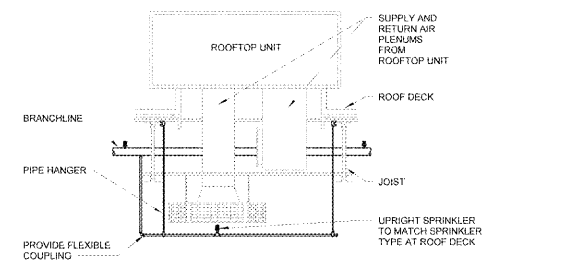 ROOFTOP UNIT
SUPPLY AND
RETURN AIR
PLENUMS
FROM
ROOFTOP UNIT
ROOF DECK
BRANCHLINE
PIPE HANGER
JOIST
UPRIGHT SPRINKLER
TO MATCH SPRINKLER
TYPE AT ROOF DECK
PROVIDE FLEXIBLE
COUPLING